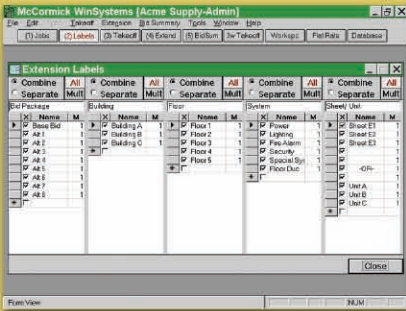 McCormick WinSystems [Acme Supply-Admin]
File Edit Takeoff Extension Bid Summary Tools Window Help
(1) Jobs (2) Labels (3) Takeoff (4) Extend (5) BidSum 3w Takeoff Workspc Flat Rate Database
Extension Labels
Combine All Combine All Combine All Combine All Combine All
Separate Mult Separate Mult Separate Mult Separate Mult Separate Mult
Bid Package Building Floor System Sheet/ Unit
X Name M X Name M X Name M X Name M X Name M
Base Bid 1 Building A 1 Floor 1 1 Power 1 Sheet E1 1
Alt 1 1 Building B 1 Floor 2 1 Lighting 1 Sheet E2 1
Alt 2 1 Building C 1 Floor 3 1 Fire Alarm 1 Sheet E3 1
Alt 3 1 Floor 4 1 Security 1 1
Alt 4 1 Floor 5 1 Special Sy 1 1
Alt 5 1 Floor Duc 1 -OR- 1
Alt 6 1 1
Alt 7 1 Unit A 1
Alt 8 1 Unit B 1
Unit C 1
Close
Form View NUM